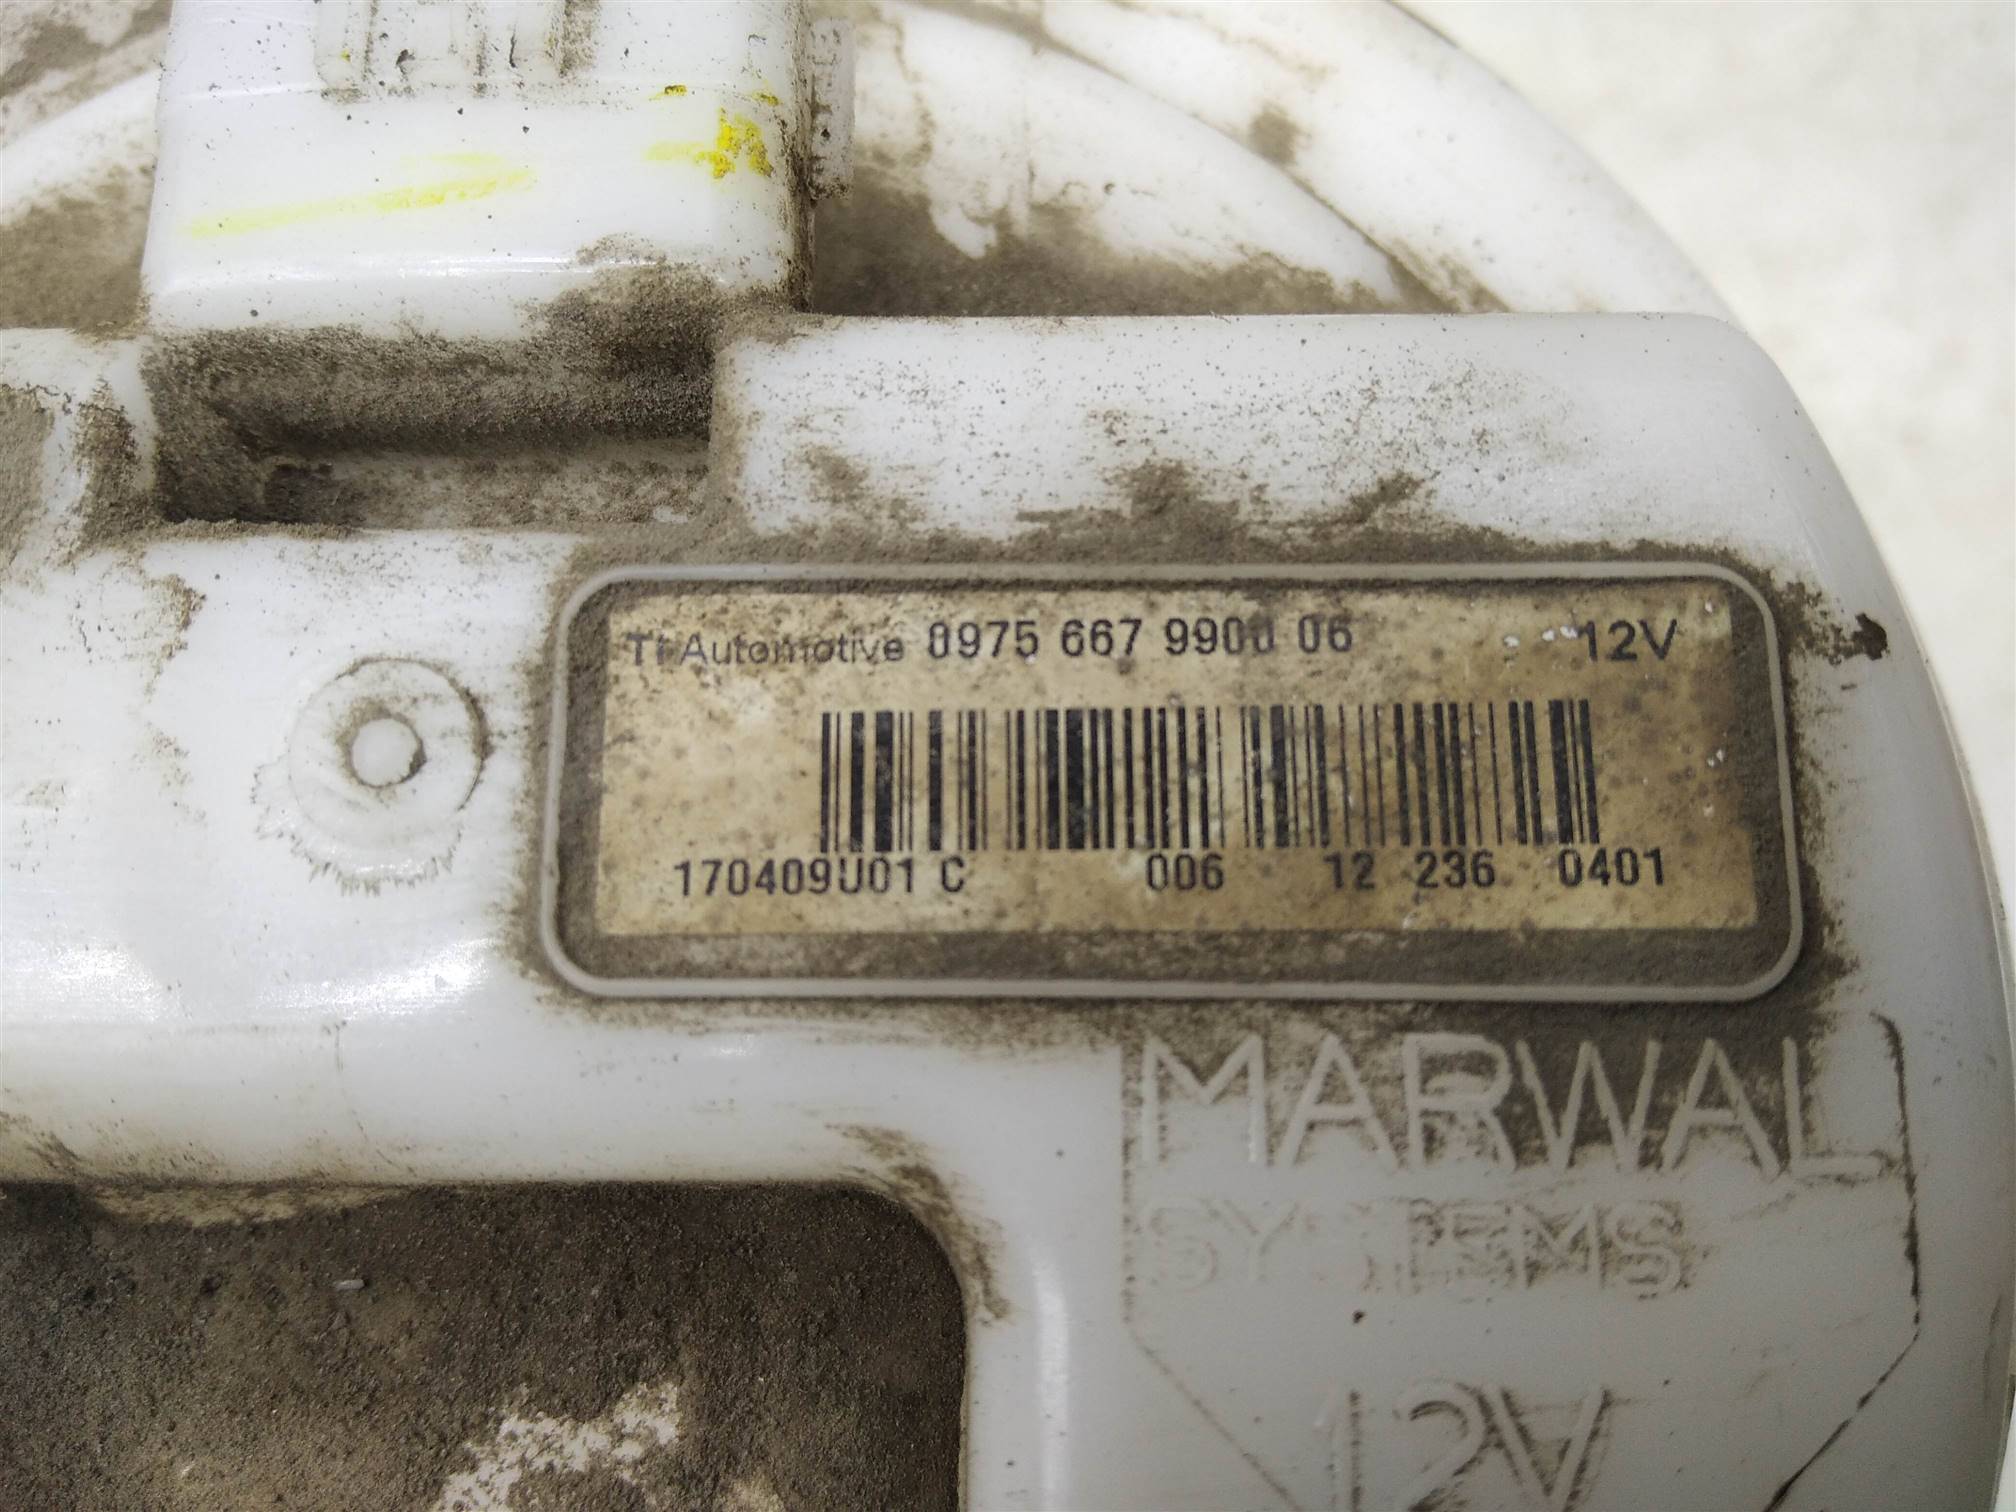 TI Automotive 0975 667 9900 06 12V
170409U01 C 006 12 236 0401
MARWAL
SYSTEMS
12V